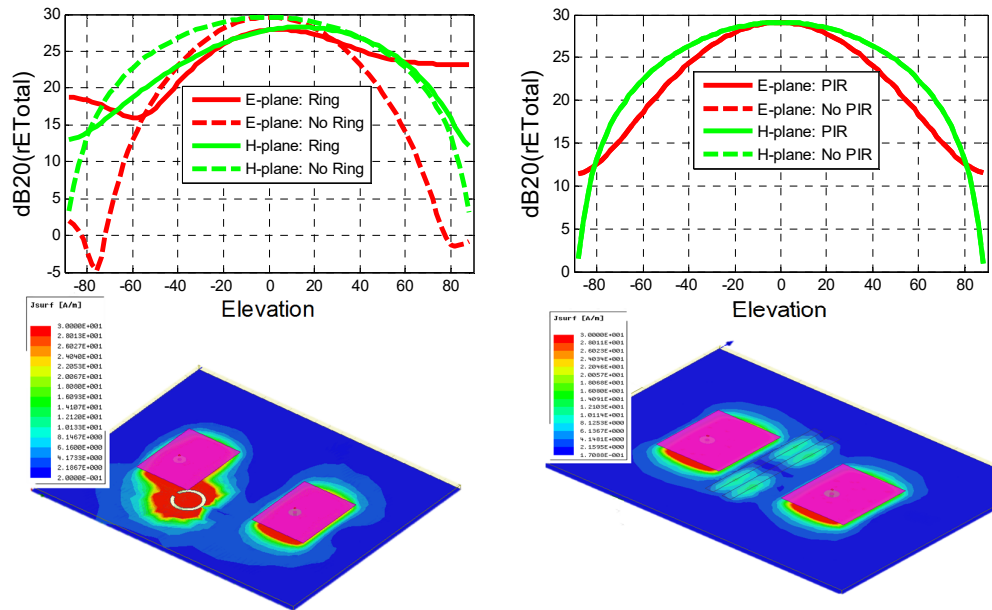 30
25
20
15
10
5
0
-5
dB20(rETotal)
E-plane: Ring
E-plane: No Ring
H-plane: Ring
H-plane: No Ring
-80 -60 -40 -20 0 20 40 60 80
Elevation
30
25
20
15
10
5
0
dB20(rETotal)
E-plane: PIR
E-plane: No PIR
H-plane: PIR
H-plane: No PIR
-80 -60 -40 -20 0 20 40 60 80
Elevation
Jsurf [A/m]
3.0000E+001
2.8013E+001
2.6027E+001
2.4040E+001
2.2053E+001
2.0067E+001
1.8080E+001
1.6093E+001
1.4107E+001
1.2120E+001
1.0133E+001
8.1467E+000
6.1600E+000
4.1733E+000
2.1867E+000
2.0000E-001
Jsurf [A/m]
3.0000E+001
2.8011E+001
2.6023E+001
2.4034E+001
2.2046E+001
2.0057E+001
1.8068E+001
1.6080E+001
1.4091E+001
1.2103E+001
1.0114E+001
8.1253E+000
6.1367E+000
4.1481E+000
2.1595E+000
1.7088E-001